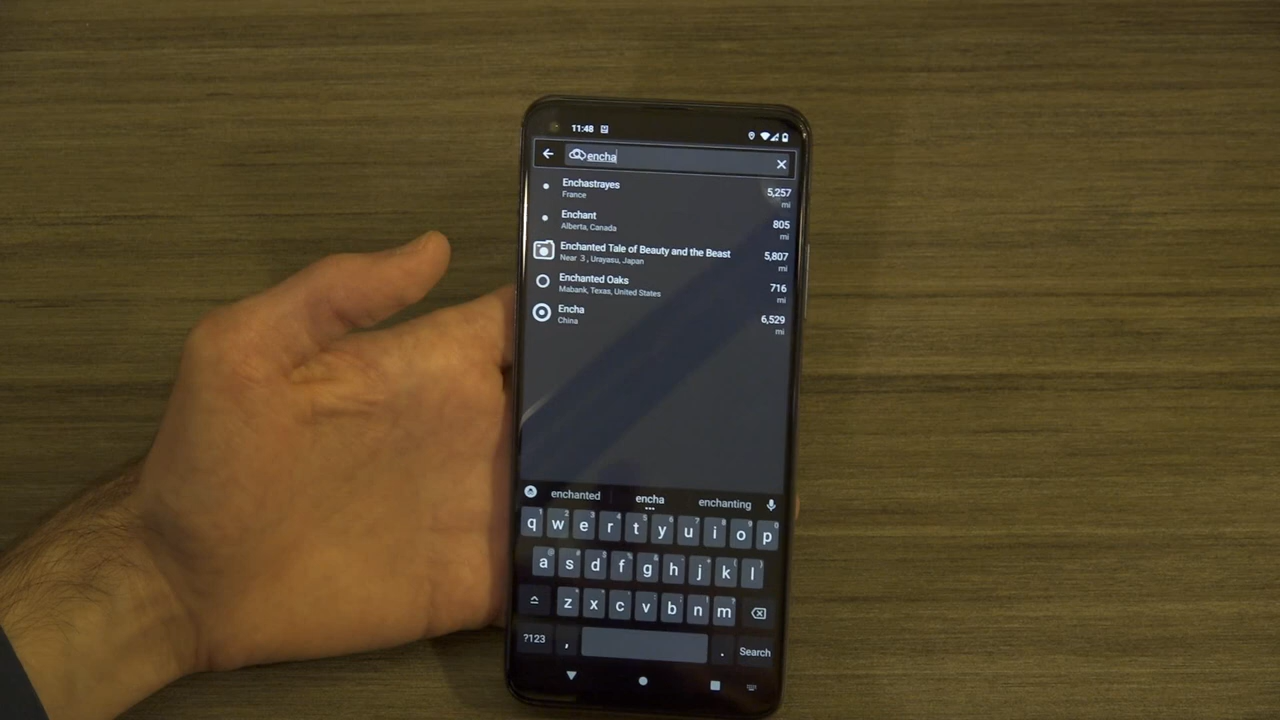 11:48
encha
Enchastrayes
France
5,257
mi
Enchant
Alberta, Canada
805
mi
Enchanted Tale of Beauty and the Beast
Near 3 , Urayasu, Japan
5,807
mi
Enchanted Oaks
Mabank, Texas, United States
716
mi
Encha
China
6,529
mi
enchanted encha enchanting
q w e r t y u i o p
a s d f g h j k l
z x c v b n m
?123 , . Search